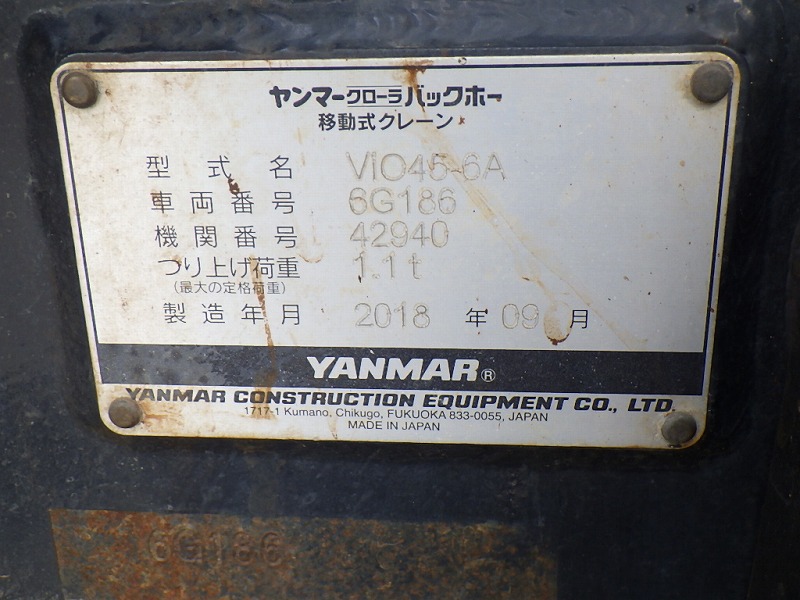 ヤンマークローラバックホー
移動式クレーン
型式名 ViO45-6A
車両番号 6G186
機関番号 42940
つり上げ荷重 1.1t
(最大の定格荷重)
製造年月 2018 年 09 月
YANMAR®
YANMAR CONSTRUCTION EQUIPMENT CO., LTD.
1717-1 Kumano, Chikugo, FUKUOKA 833-0055, JAPAN
MADE IN JAPAN
6G186